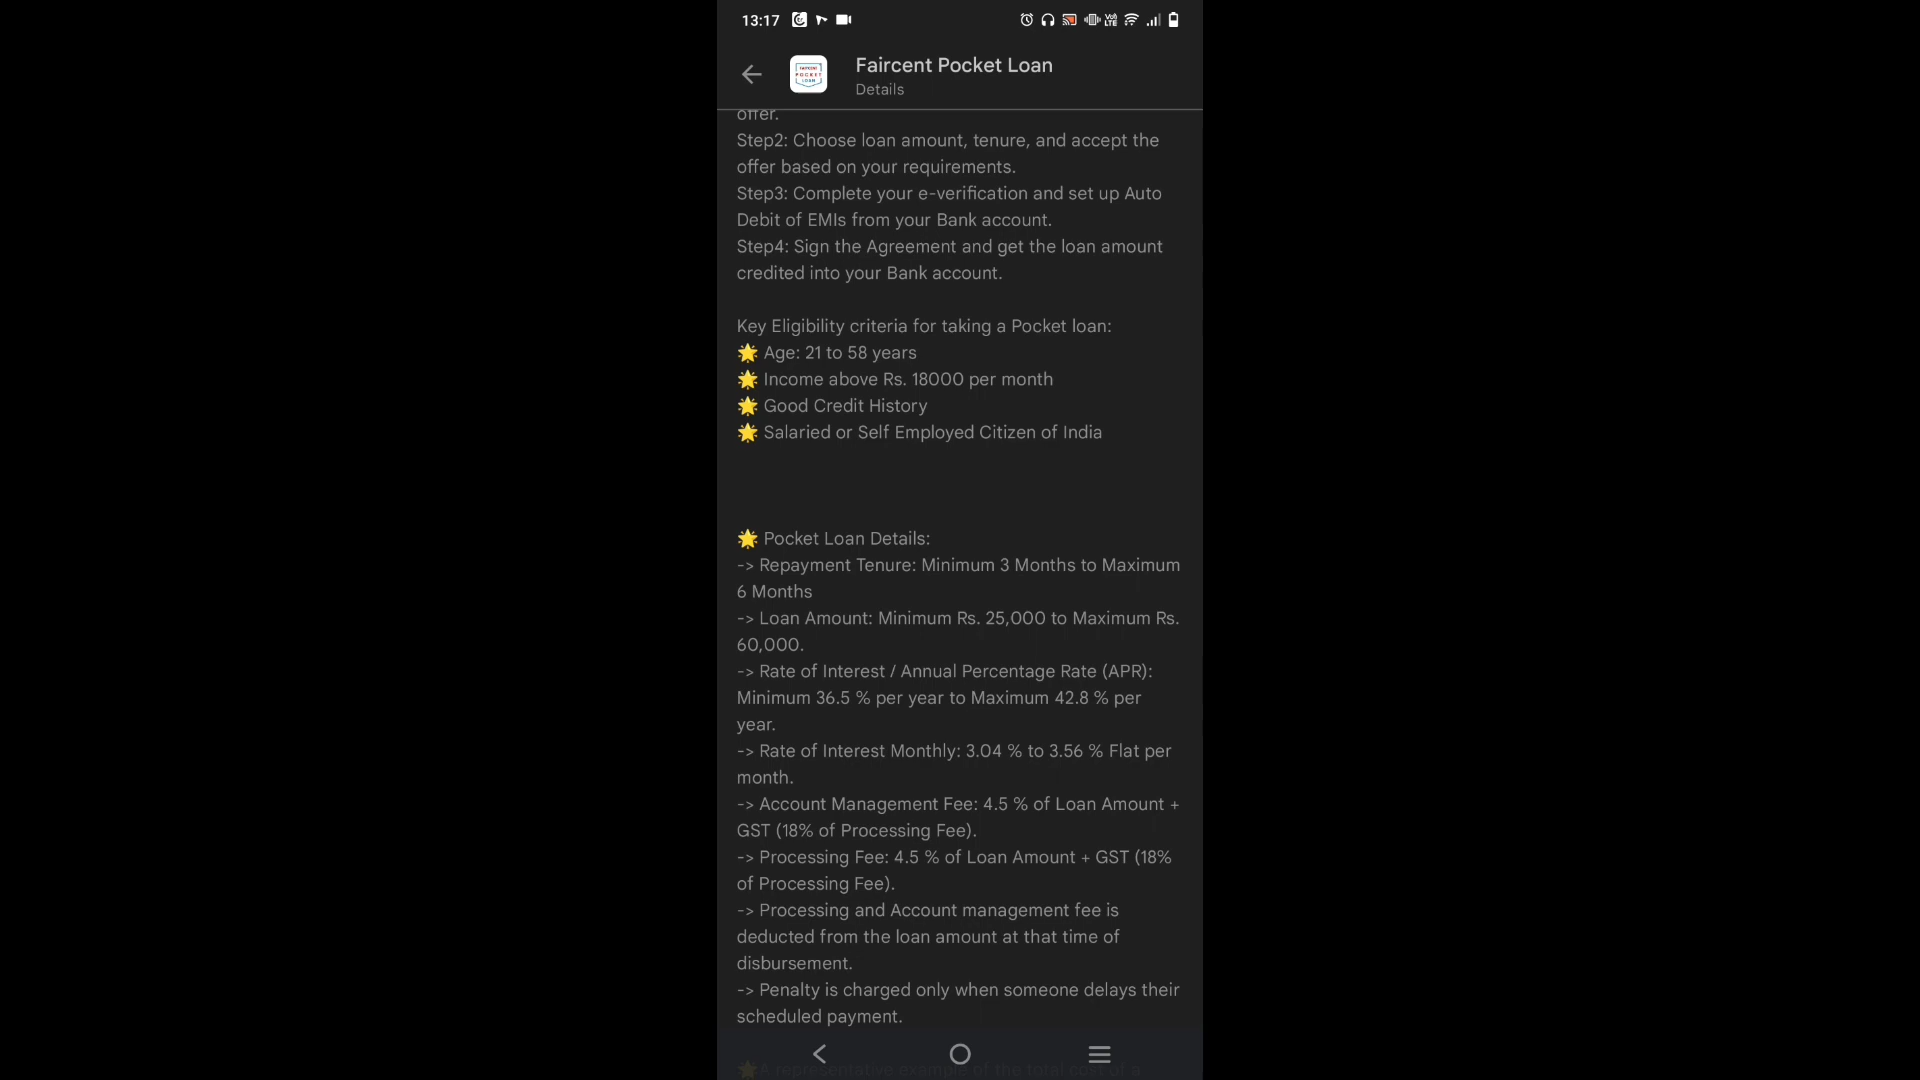 13:17
Faircent Pocket Loan
Details
offer.
Step2: Choose loan amount, tenure, and accept the
offer based on your requirements.
Step3: Complete your e-verification and set up Auto
Debit of EMIs from your Bank account.
Step4: Sign the Agreement and get the loan amount
credited into your Bank account.
Key Eligibility criteria for taking a Pocket loan:
🌟 Age: 21 to 58 years
🌟 Income above Rs. 18000 per month
🌟 Good Credit History
🌟 Salaried or Self Employed Citizen of India
🌟 Pocket Loan Details:
-> Repayment Tenure: Minimum 3 Months to Maximum
6 Months
-> Loan Amount: Minimum Rs. 25,000 to Maximum Rs.
60,000.
-> Rate of Interest / Annual Percentage Rate (APR):
Minimum 36.5 % per year to Maximum 42.8 % per
year.
-> Rate of Interest Monthly: 3.04 % to 3.56 % Flat per
month.
-> Account Management Fee: 4.5 % of Loan Amount +
GST (18% of Processing Fee).
-> Processing Fee: 4.5 % of Loan Amount + GST (18%
of Processing Fee).
-> Processing and Account management fee is
deducted from the loan amount at that time of
disbursement.
-> Penalty is charged only when someone delays their
scheduled payment.
🌟A representative example of the total cost of a